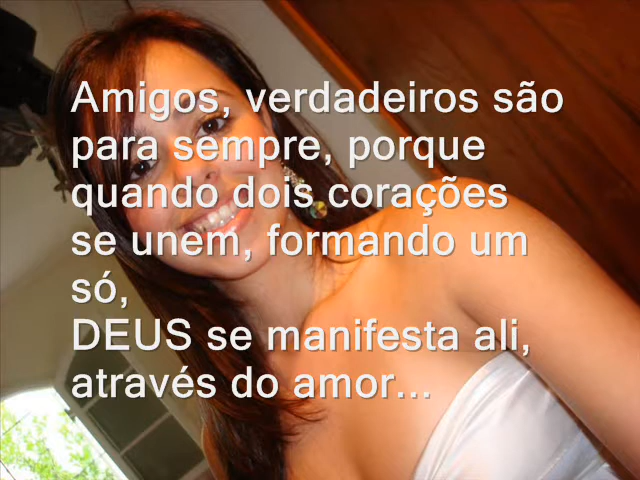 Amigos, verdadeiros são
para sempre, porque
quando dois corações
se unem, formando um
só,
DEUS se manifesta ali,
através do amor...